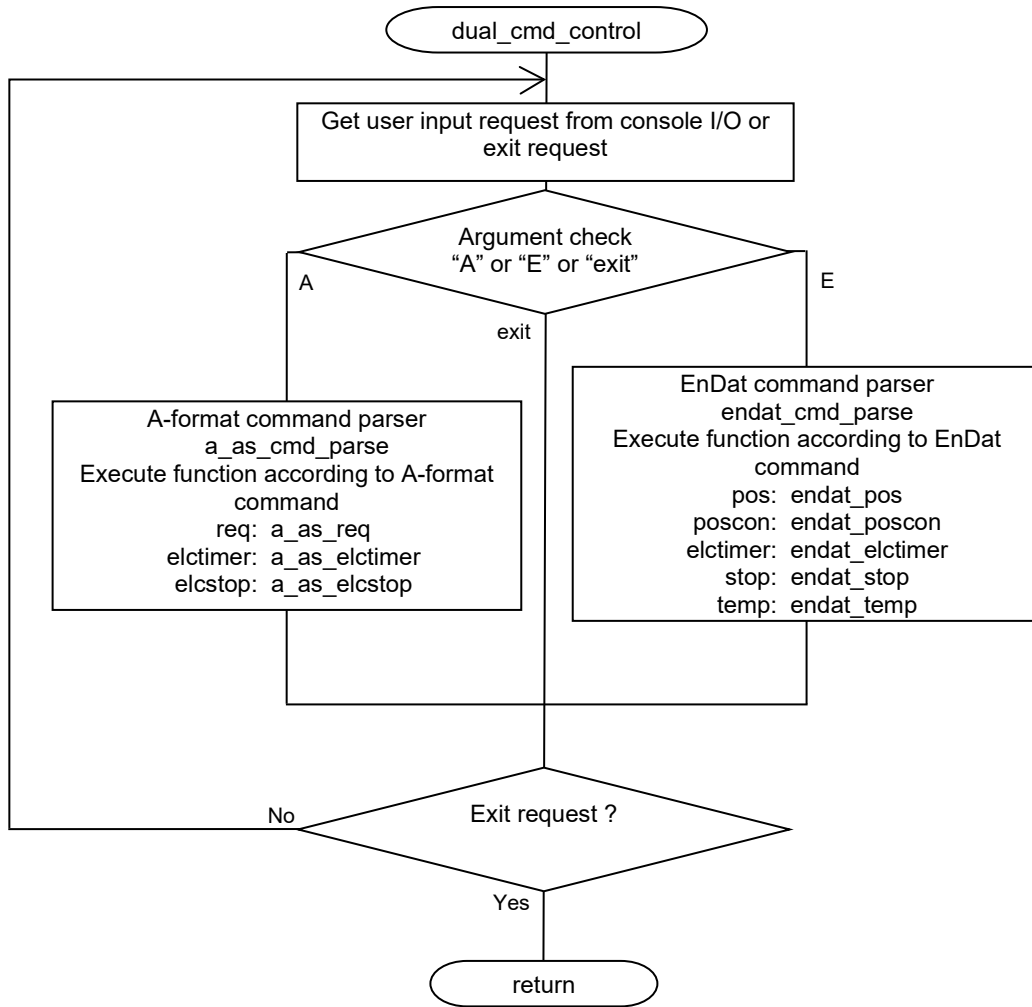 dual_cmd_control
Get user input request from console I/O or
exit request
Argument check
“A” or “E” or “exit”
A
E
exit
A-format command parser
a_as_cmd_parse
Execute function according to A-format
command
req: a_as_req
elctimer: a_as_elctimer
elcstop: a_as_elcstop
EnDat command parser
endat_cmd_parse
Execute function according to EnDat
command
pos: endat_pos
poscon: endat_poscon
elctimer: endat_elctimer
stop: endat_stop
temp: endat_temp
Exit request ?
No
Yes
return